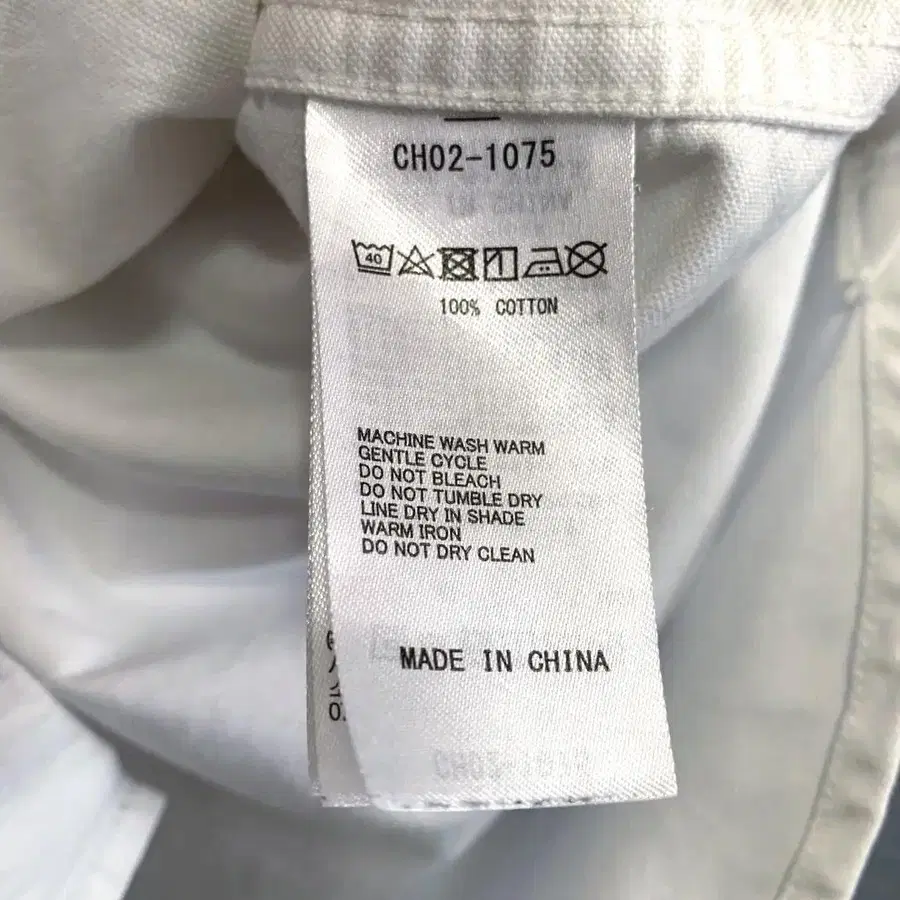 CH02-1075
40
100% COTTON
MACHINE WASH WARM
GENTLE CYCLE
DO NOT BLEACH
DO NOT TUMBLE DRY
LINE DRY IN SHADE
WARM IRON
DO NOT DRY CLEAN
MADE IN CHINA